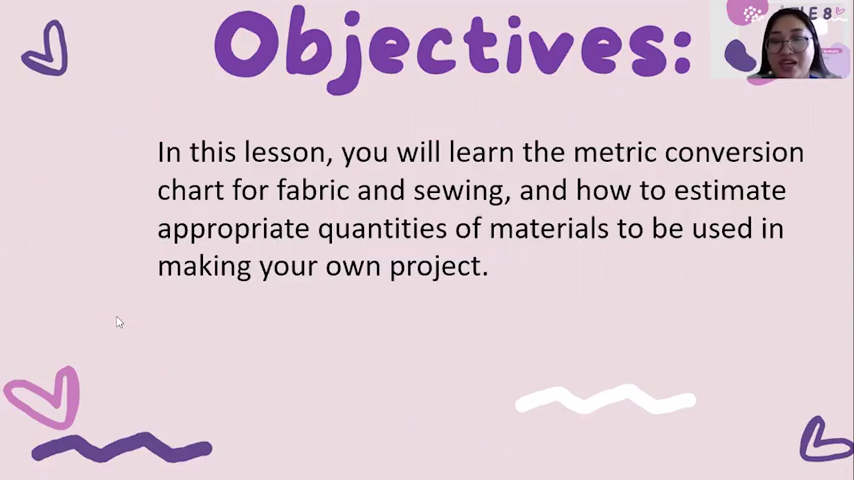 Objectives:
In this lesson, you will learn the metric conversion
chart for fabric and sewing, and how to estimate
appropriate quantities of materials to be used in
making your own project.